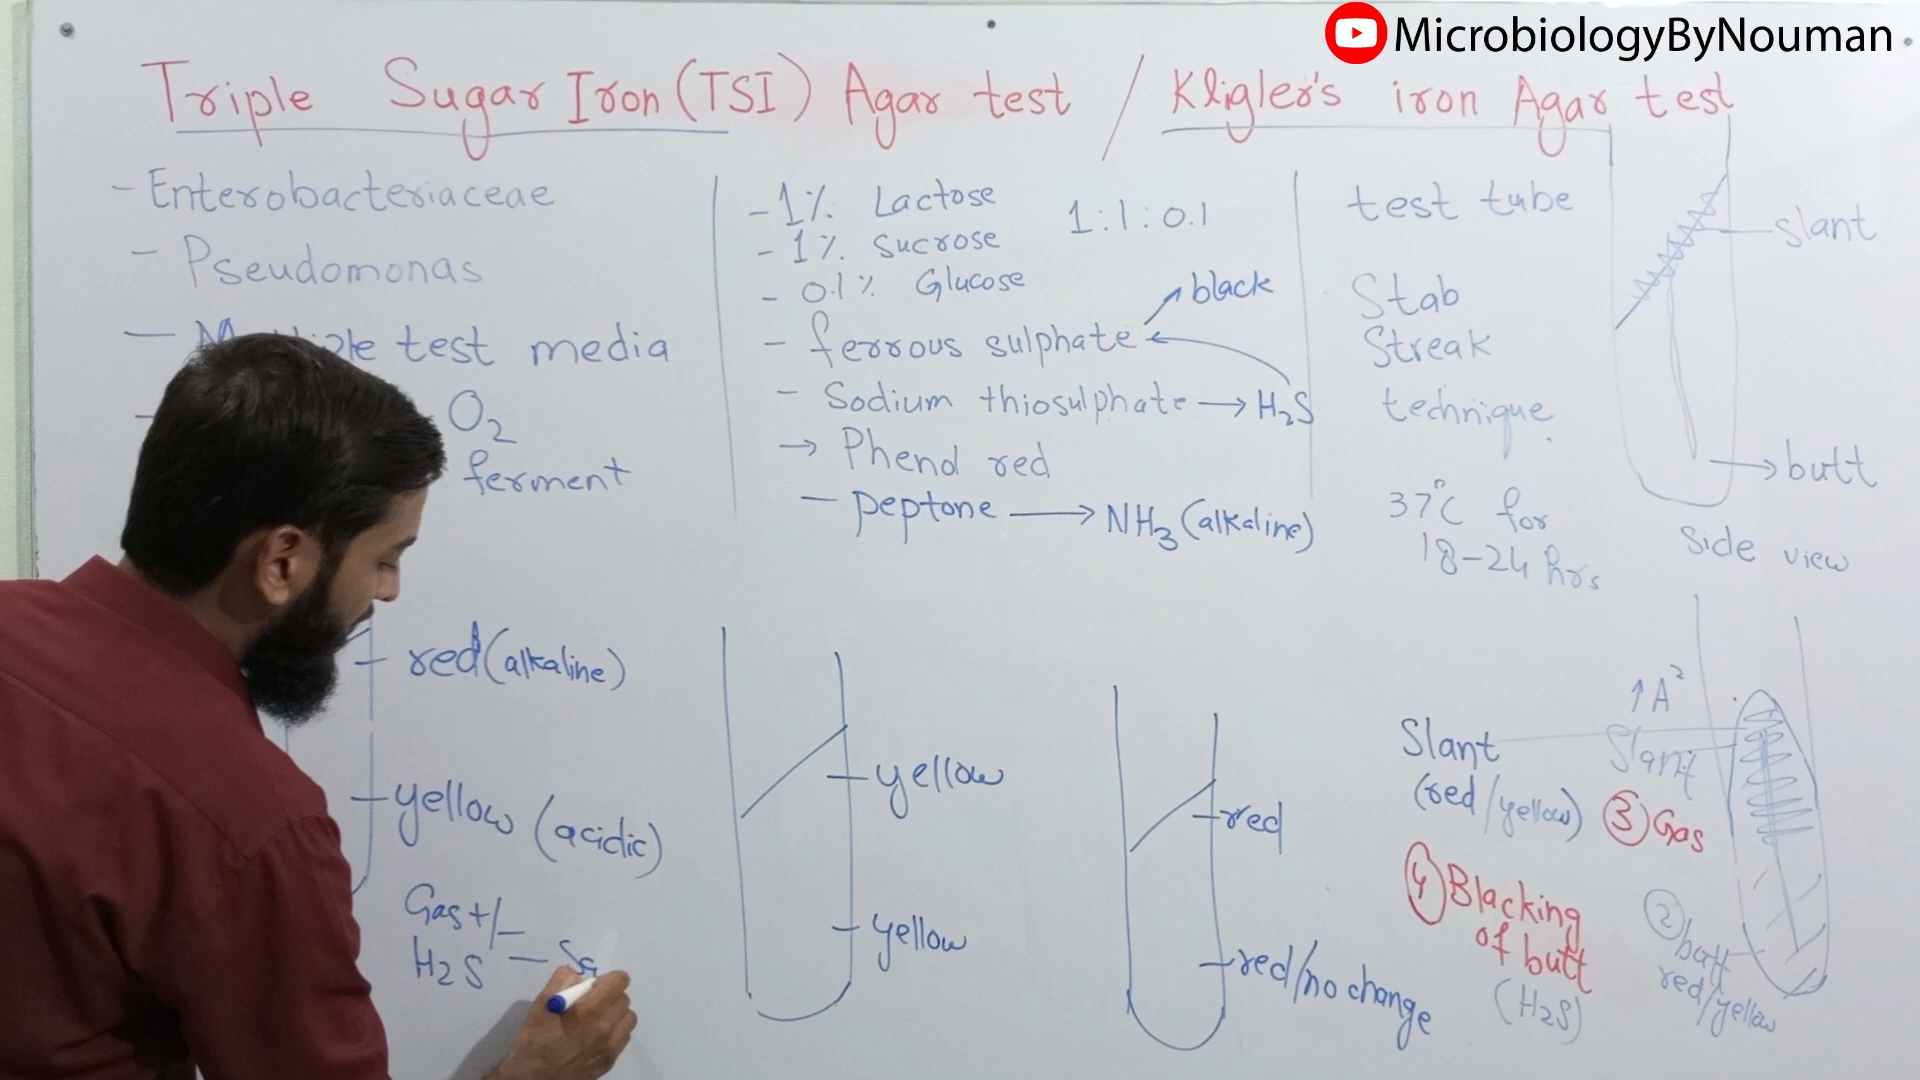 MicrobiologyByNouman
Triple Sugar Iron (TSI) Agar test / Kligler's iron Agar test
- Enterobacteriaceae
- Pseudomonas
test media
O2
ferment
- 1% Lactose
- 1% sucrose
- 0.1% Glucose
1:1:0.1
- ferrous sulphate
black
- Sodium thiosulphate → H2S
→ Phenol red
- peptone → NH3 (alkaline)
test tube
Stab
Streak
technique
37°C for
18-24 hrs
slant
butt
Side view
red (alkaline)
yellow (acidic)
Gas +/-
H2S -
yellow
yellow
red
red/no change
Slant
(red/yellow)
↑A²
Slant
③ Gas
④ Blacking
of butt
(H2S)
② butt
red/yellow